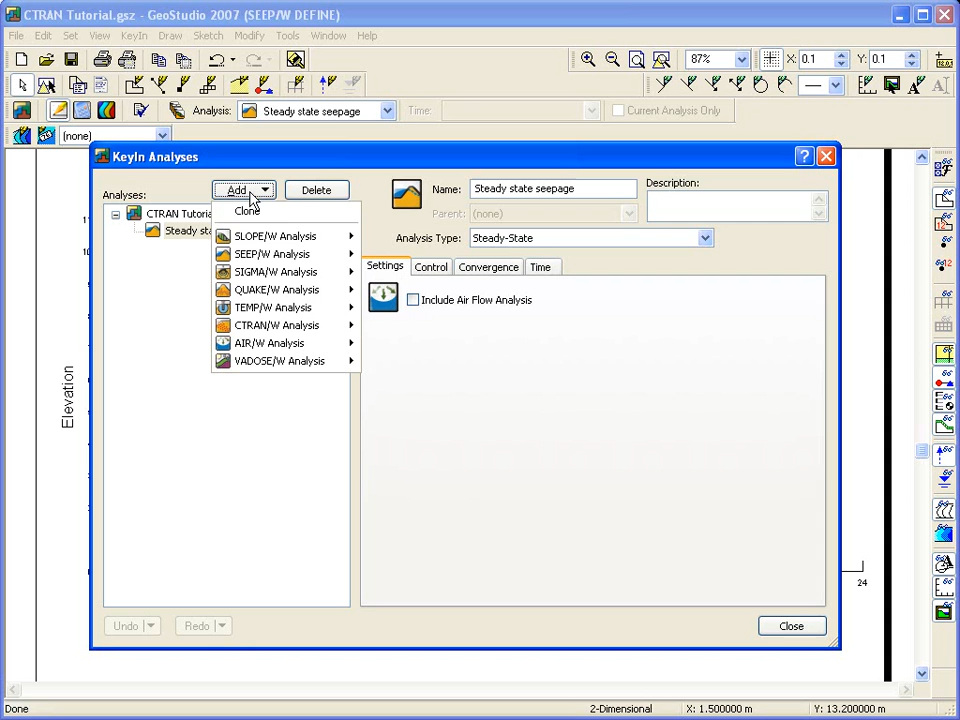 CTRAN Tutorial.gsz - GeoStudio 2007 (SEEP/W DEFINE)
File Edit Set View KeyIn Draw Sketch Modify Tools Window Help
87% X: 0.1 Y: 0.1
Analysis: Steady state seepage Time: Current Analysis Only
(none)
KeyIn Analyses
Analyses: Add Delete
Name: Steady state seepage Description:
Parent: (none)
Analysis Type: Steady-State
CTRAN Tutoria
Steady sta
Clone
SLOPE/W Analysis
SEEP/W Analysis
SIGMA/W Analysis
QUAKE/W Analysis
TEMP/W Analysis
CTRAN/W Analysis
AIR/W Analysis
VADOSE/W Analysis
Settings Control Convergence Time
Include Air Flow Analysis
Elevation
24
Undo Redo Close
Done 2-Dimensional X: 1.500000 m Y: 13.200000 m